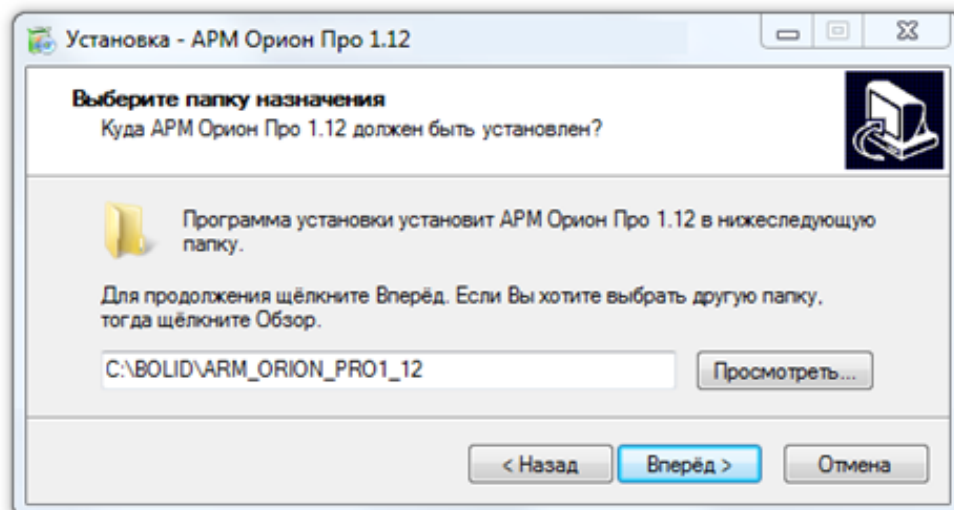 Установка - АРМ Орион Про 1.12
Выберите папку назначения
Куда АРМ Орион Про 1.12 должен быть установлен?
Программа установки установит АРМ Орион Про 1.12 в нижеследующую
папку.
Для продолжения щёлкните Вперёд. Если Вы хотите выбрать другую папку,
тогда щёлкните Обзор.
C:\BOLID\ARM_ORION_PRO1_12
Просмотреть...
< Назад
Вперёд >
Отмена